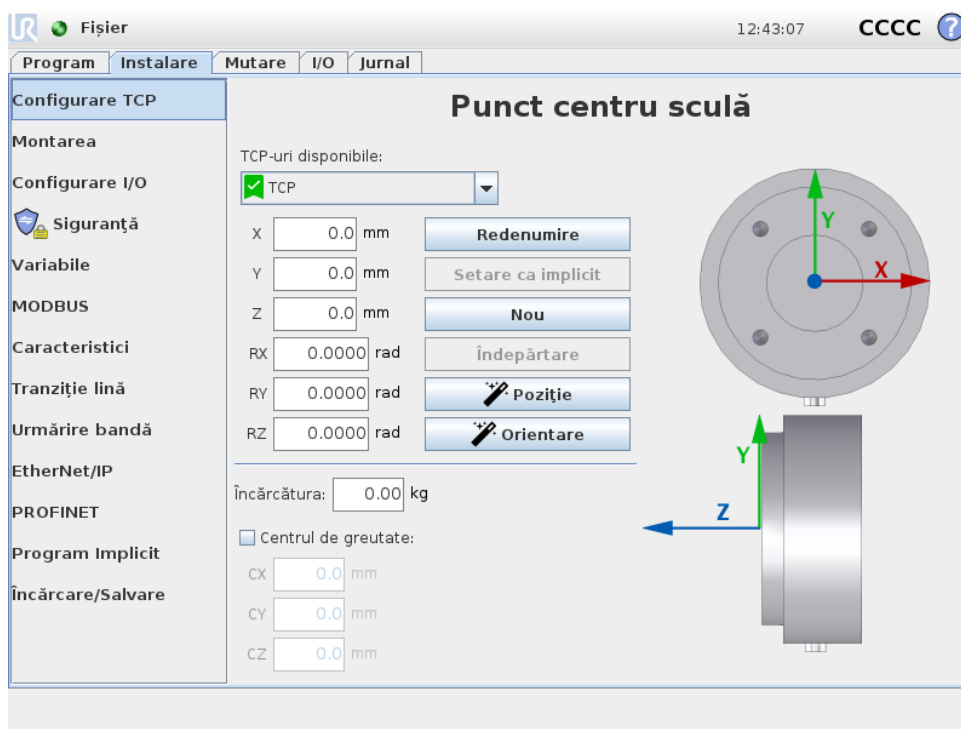 UR Fișier 12:43:07 CCCC ?
Program Instalare Mutare I/O Jurnal
Configurare TCP
Montarea
Configurare I/O
Siguranță
Variabile
MODBUS
Caracteristici
Tranziție lină
Urmărire bandă
EtherNet/IP
PROFINET
Program Implicit
Încărcare/Salvare
Punct centru sculă
TCP-uri disponibile:
TCP
X 0.0 mm Redenumire
Y 0.0 mm Setare ca implicit
Z 0.0 mm Nou
RX 0.0000 rad Îndepărtare
RY 0.0000 rad Poziție
RZ 0.0000 rad Orientare
Încărcătura: 0.00 kg
Centrul de greutate:
CX 0.0 mm
CY 0.0 mm
CZ 0.0 mm
Y
X
Y
Z